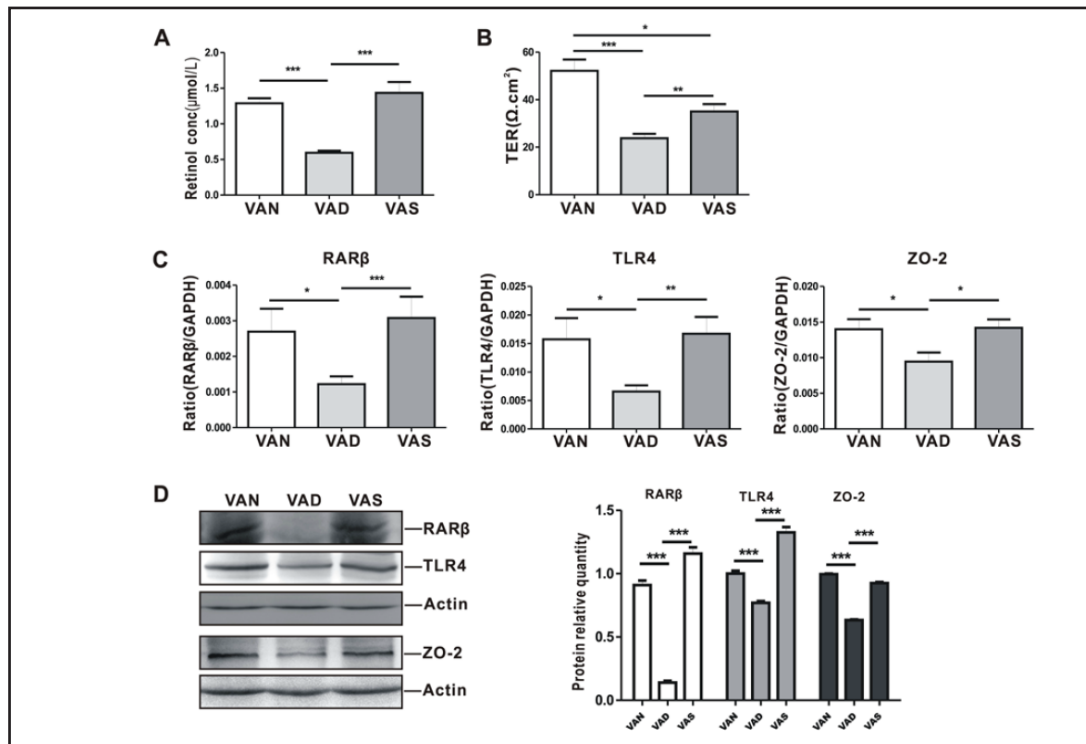 A
Retinol conc(μmol/L)
2.0
1.5
1.0
0.5
0.0
***
***
VAN VAD VAS
B
TER(Ω.cm²)
60
40
20
0
*
***
**
VAN VAD VAS
C
RARβ
Ratio(RARβ/GAPDH)
0.004
0.003
0.002
0.001
0.000
*
***
VAN VAD VAS
TLR4
Ratio(TLR4/GAPDH)
0.025
0.020
0.015
0.010
0.005
0.000
*
**
VAN VAD VAS
ZO-2
Ratio(ZO-2/GAPDH)
0.020
0.015
0.010
0.005
0.000
*
*
VAN VAD VAS
D
VAN VAD VAS
RARβ
TLR4
Actin
ZO-2
Actin
RARβ TLR4 ZO-2
Protein relative quantity
1.5
1.0
0.5
0.0
***
***
***
***
***
***
VAN VAD VAS VAN VAD VAS VAN VAD VAS